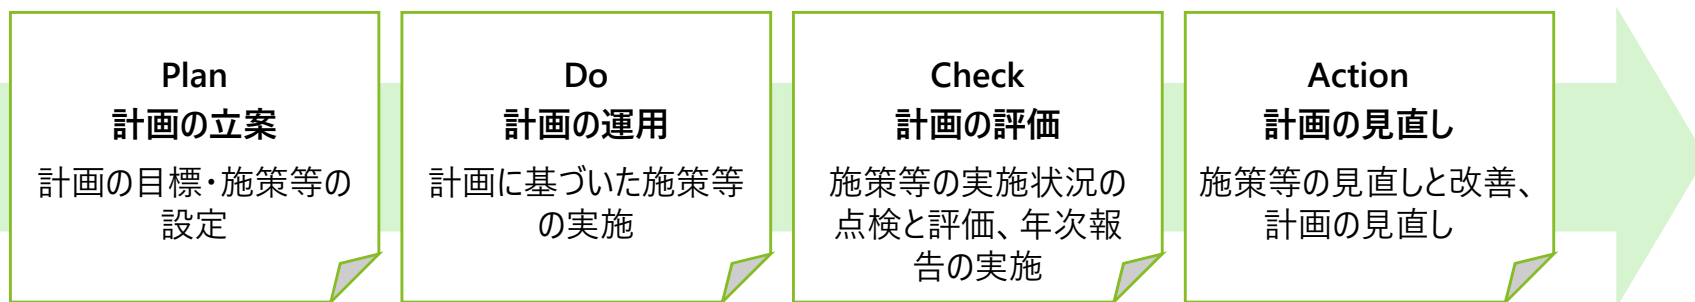 Plan
計画の立案
計画の目標・施策等の
設定
Do
計画の運用
計画に基づいた施策等
の実施
Check
計画の評価
施策等の実施状況の
点検と評価、年次報
告の実施
Action
計画の見直し
施策等の見直しと改善、
計画の見直し